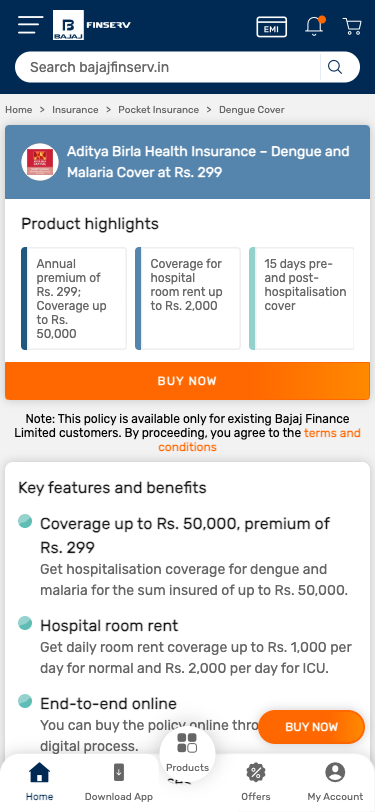 B
BAJAJ
FINSERV
EMI
Search bajajfinserv.in
Home > Insurance > Pocket Insurance > Dengue Cover
Aditya Birla Health Insurance – Dengue and
Malaria Cover at Rs. 299
Product highlights
Annual
premium of
Rs. 299;
Coverage up
to Rs.
50,000
Coverage for
hospital
room rent up
to Rs. 2,000
15 days pre-
and post-
hospitalisation
cover
BUY NOW
Note: This policy is available only for existing Bajaj Finance
Limited customers. By proceeding, you agree to the terms and
conditions
Key features and benefits
Coverage up to Rs. 50,000, premium of
Rs. 299
Get hospitalisation coverage for dengue and
malaria for the sum insured of up to Rs. 50,000.
Hospital room rent
Get daily room rent coverage up to Rs. 1,000 per
day for normal and Rs. 2,000 per day for ICU.
End-to-end online
You can buy the policy online thro
digital process.
BUY NOW
Home
Download App
Products
Offers
My Account